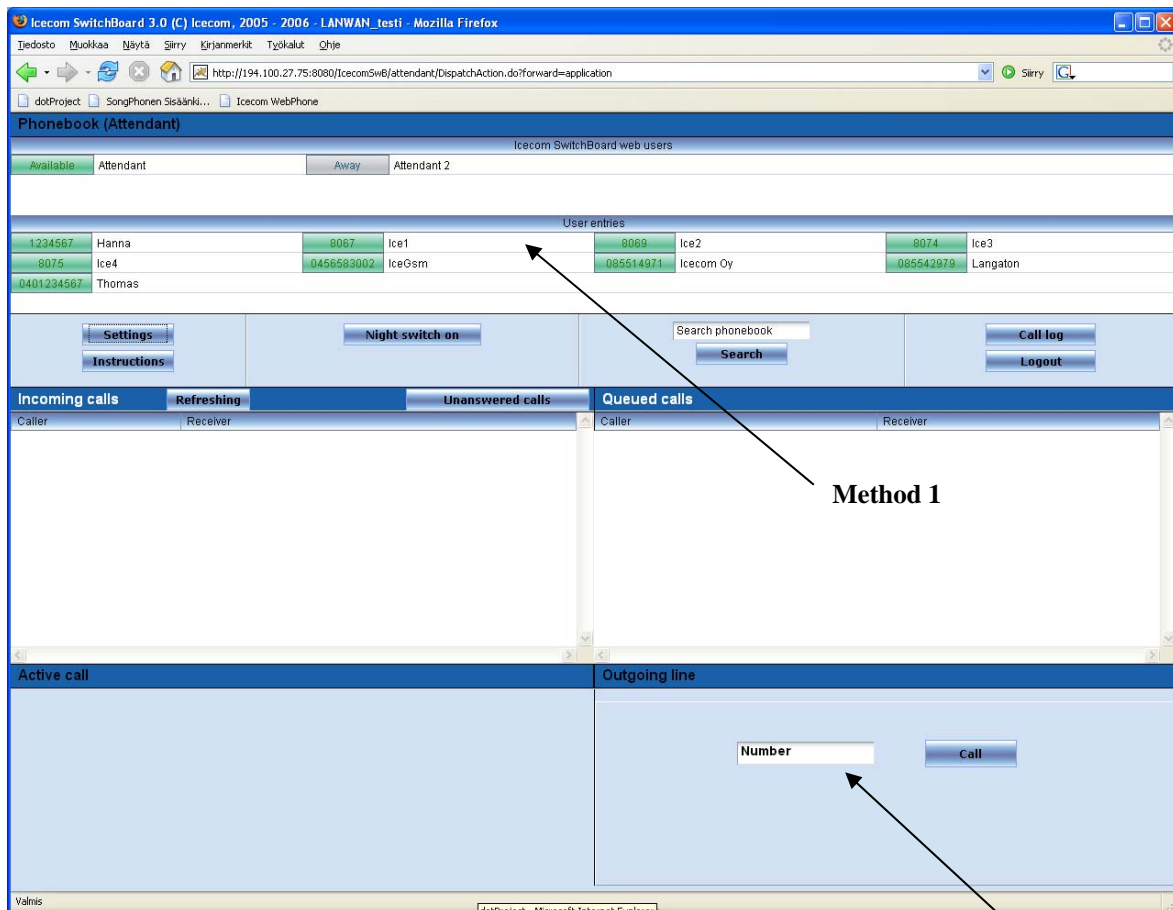 Icecom SwitchBoard 3.0 (C) Icecom, 2005 - 2006 - LANWAN_testi - Mozilla Firefox
Tiedosto Muokkaa Näytä Siirry Kirjanmerkit Työkalut Ohje
http://194.100.27.75:8080/IcecomSwB/attendant/DispatchAction.do?forward=application Siirry
dotProject SongPhonen Sisäänki... Icecom WebPhone
Phonebook (Attendant)
Icecom SwitchBoard web users
Available Attendant Away Attendant 2
User entries
1234567 Hanna 8067 Ice1 8069 Ice2 8074 Ice3
8075 Ice4 0456583002 IceGsm 085514971 Icecom Oy 085542979 Langaton
0401234567 Thomas
Settings Night switch on Search phonebook Call log
Instructions Search Logout
Incoming calls Refreshing Unanswered calls Queued calls
Caller Receiver Caller Receiver
Method 1
Active call Outgoing line
Number Call
Valmis
dotProject - Microsoft Internet Explorer